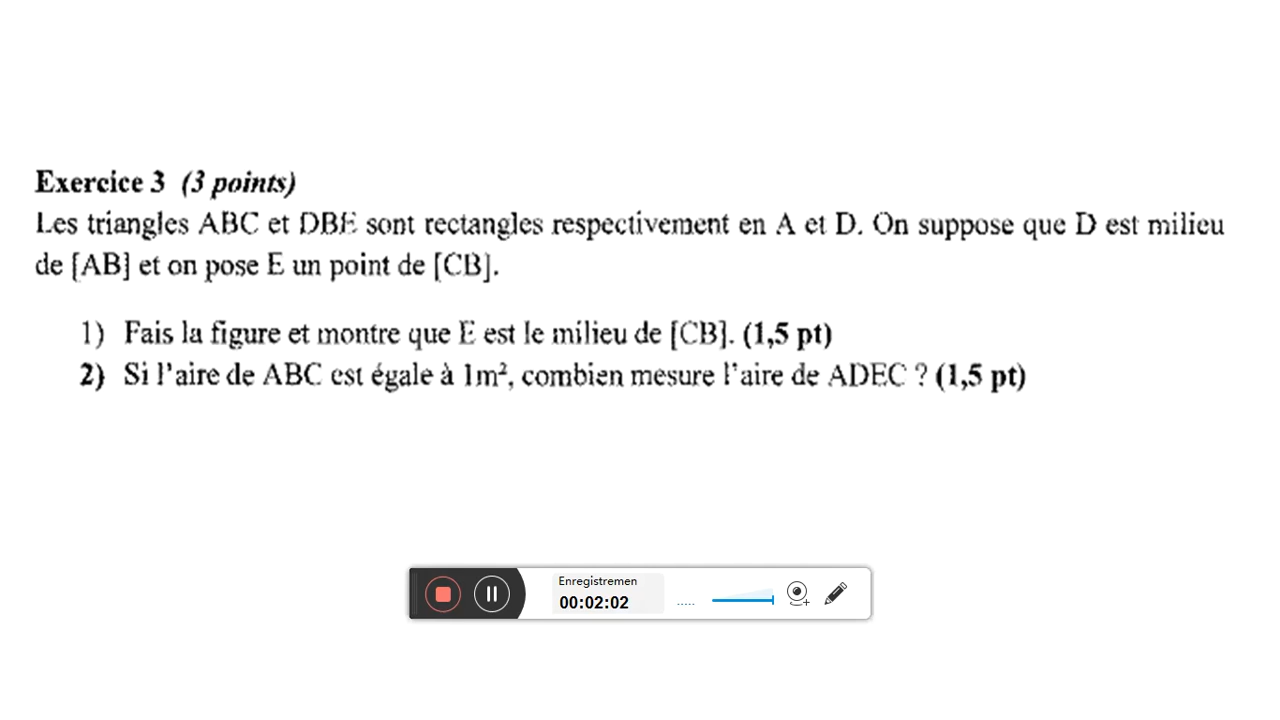 Exercice 3 (3 points)
Les triangles ABC et DBE sont rectangles respectivement en A et D. On suppose que D est milieu
de [AB] et on pose E un point de [CB].
1) Fais la figure et montre que E est le milieu de [CB]. (1,5 pt)
2) Si l'aire de ABC est égale à 1m², combien mesure l'aire de ADEC ? (1,5 pt)
Enregistremen
00:02:02